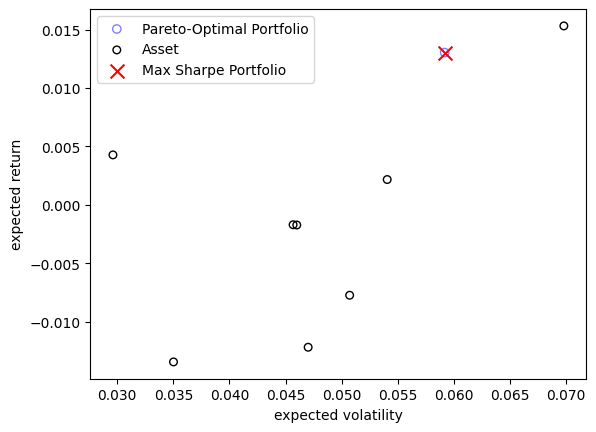 Pareto-Optimal Portfolio
Asset
Max Sharpe Portfolio
0.015
0.010
0.005
0.000
−0.005
−0.010
expected return
0.030 0.035 0.040 0.045 0.050 0.055 0.060 0.065 0.070
expected volatility